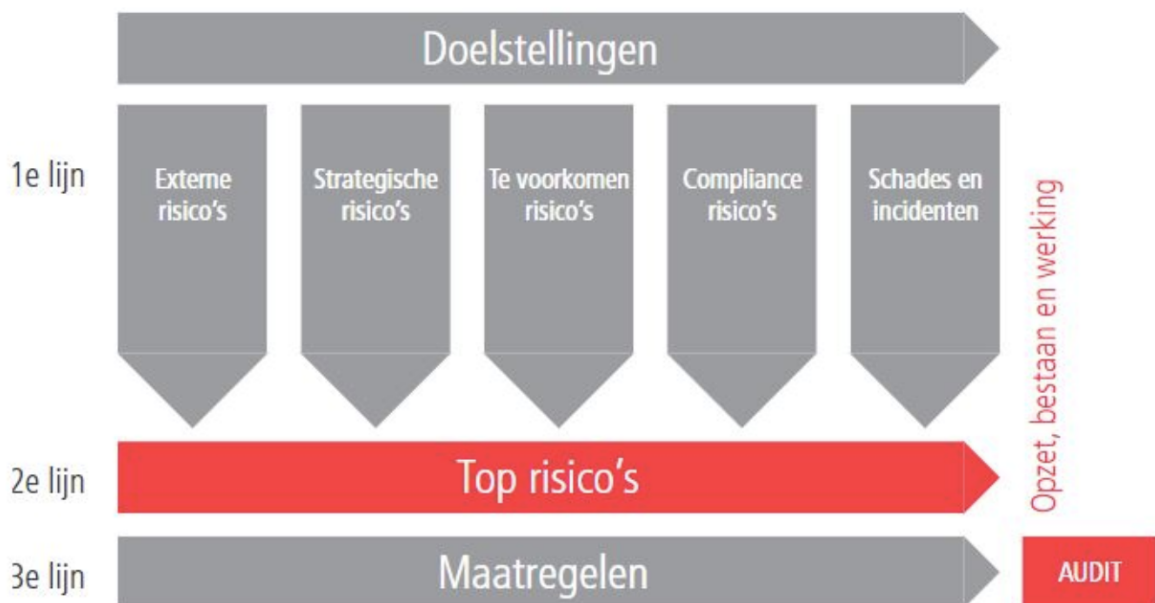 Doelstellingen
1e lijn
Externe
risico's
Strategische
risico's
Te voorkomen
risico's
Compliance
risico's
Schades en
incidenten
Opzet, bestaan en werking
2e lijn
Top risico's
3e lijn
Maatregelen
AUDIT